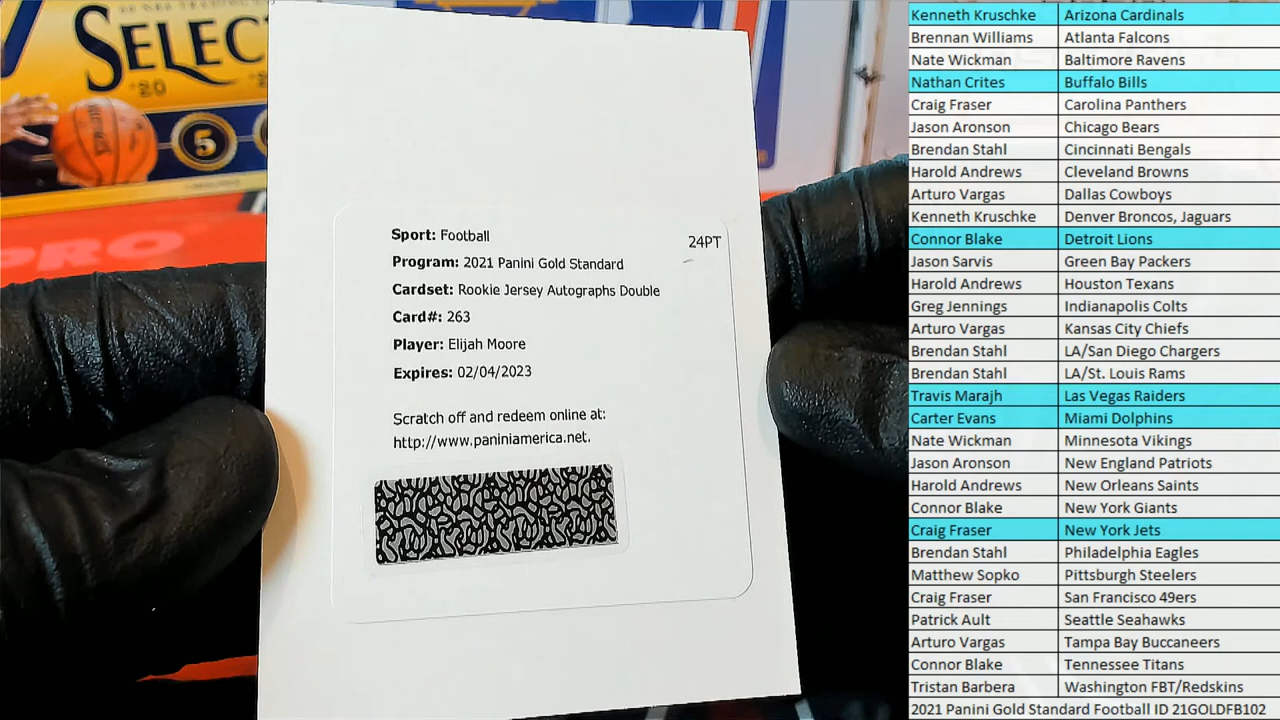 SELEC
'20
5
PRO
Sport: Football
24PT
Program: 2021 Panini Gold Standard
Cardset: Rookie Jersey Autographs Double
Card#: 263
Player: Elijah Moore
Expires: 02/04/2023
Scratch off and redeem online at:
http://www.paniniamerica.net.
Kenneth Kruschke Arizona Cardinals
Brennan Williams Atlanta Falcons
Nate Wickman Baltimore Ravens
Nathan Crites Buffalo Bills
Craig Fraser Carolina Panthers
Jason Aronson Chicago Bears
Brendan Stahl Cincinnati Bengals
Harold Andrews Cleveland Browns
Arturo Vargas Dallas Cowboys
Kenneth Kruschke Denver Broncos, Jaguars
Connor Blake Detroit Lions
Jason Sarvis Green Bay Packers
Harold Andrews Houston Texans
Greg Jennings Indianapolis Colts
Arturo Vargas Kansas City Chiefs
Brendan Stahl LA/San Diego Chargers
Brendan Stahl LA/St. Louis Rams
Travis Marajh Las Vegas Raiders
Carter Evans Miami Dolphins
Nate Wickman Minnesota Vikings
Jason Aronson New England Patriots
Harold Andrews New Orleans Saints
Connor Blake New York Giants
Craig Fraser New York Jets
Brendan Stahl Philadelphia Eagles
Matthew Sopko Pittsburgh Steelers
Craig Fraser San Francisco 49ers
Patrick Ault Seattle Seahawks
Arturo Vargas Tampa Bay Buccaneers
Connor Blake Tennessee Titans
Tristan Barbera Washington FBT/Redskins
2021 Panini Gold Standard Football ID 21GOLDFB102